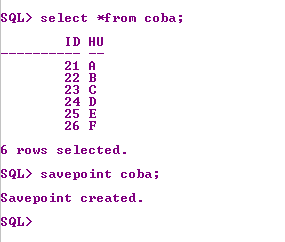 SQL> select *from coba;
ID HU
---------- --
21 A
22 B
23 C
24 D
25 E
26 F
6 rows selected.
SQL> savepoint coba;
Savepoint created.
SQL>